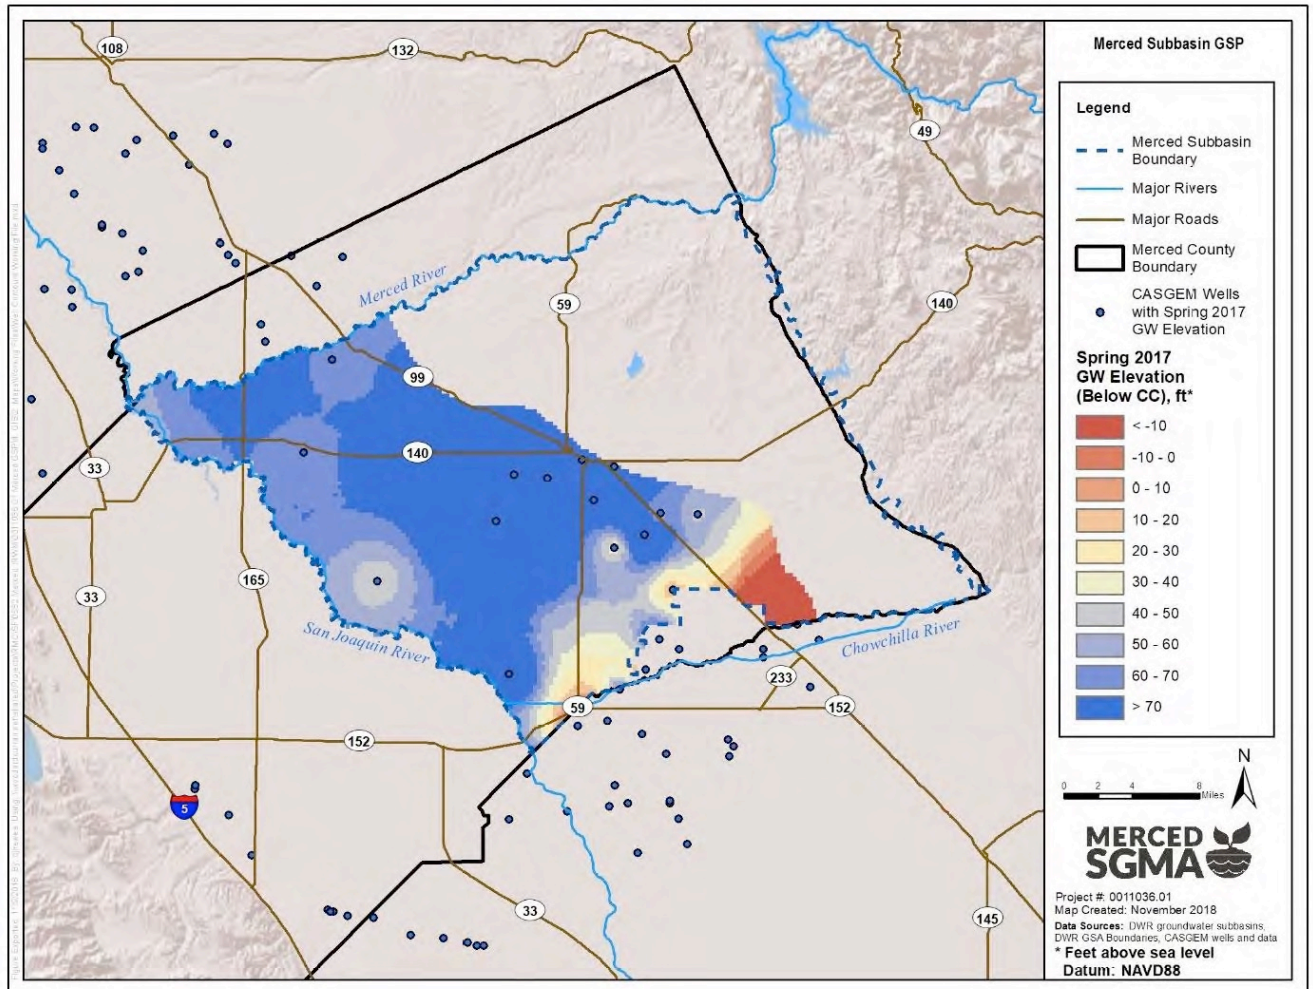 108
132
49
Merced River
59
140
99
140
33
33
165
San Joaquin River
Chowchilla River
233
59
152
152
5
33
145
Merced Subbasin GSP
Legend
Merced Subbasin
Boundary
Major Rivers
Major Roads
Merced County
Boundary
CASGEM Wells
with Spring 2017
GW Elevation
Spring 2017
GW Elevation
(Below CC), ft*
< -10
-10 - 0
0 - 10
10 - 20
20 - 30
30 - 40
40 - 50
50 - 60
60 - 70
> 70
N
0 2 4 8
Miles
MERCED
SGMA
Project #: 0011036.01
Map Created: November 2018
Data Sources: DWR groundwater subbasins,
DWR GSA Boundaries, CASGEM wells and data
* Feet above sea level
Datum: NAVD88